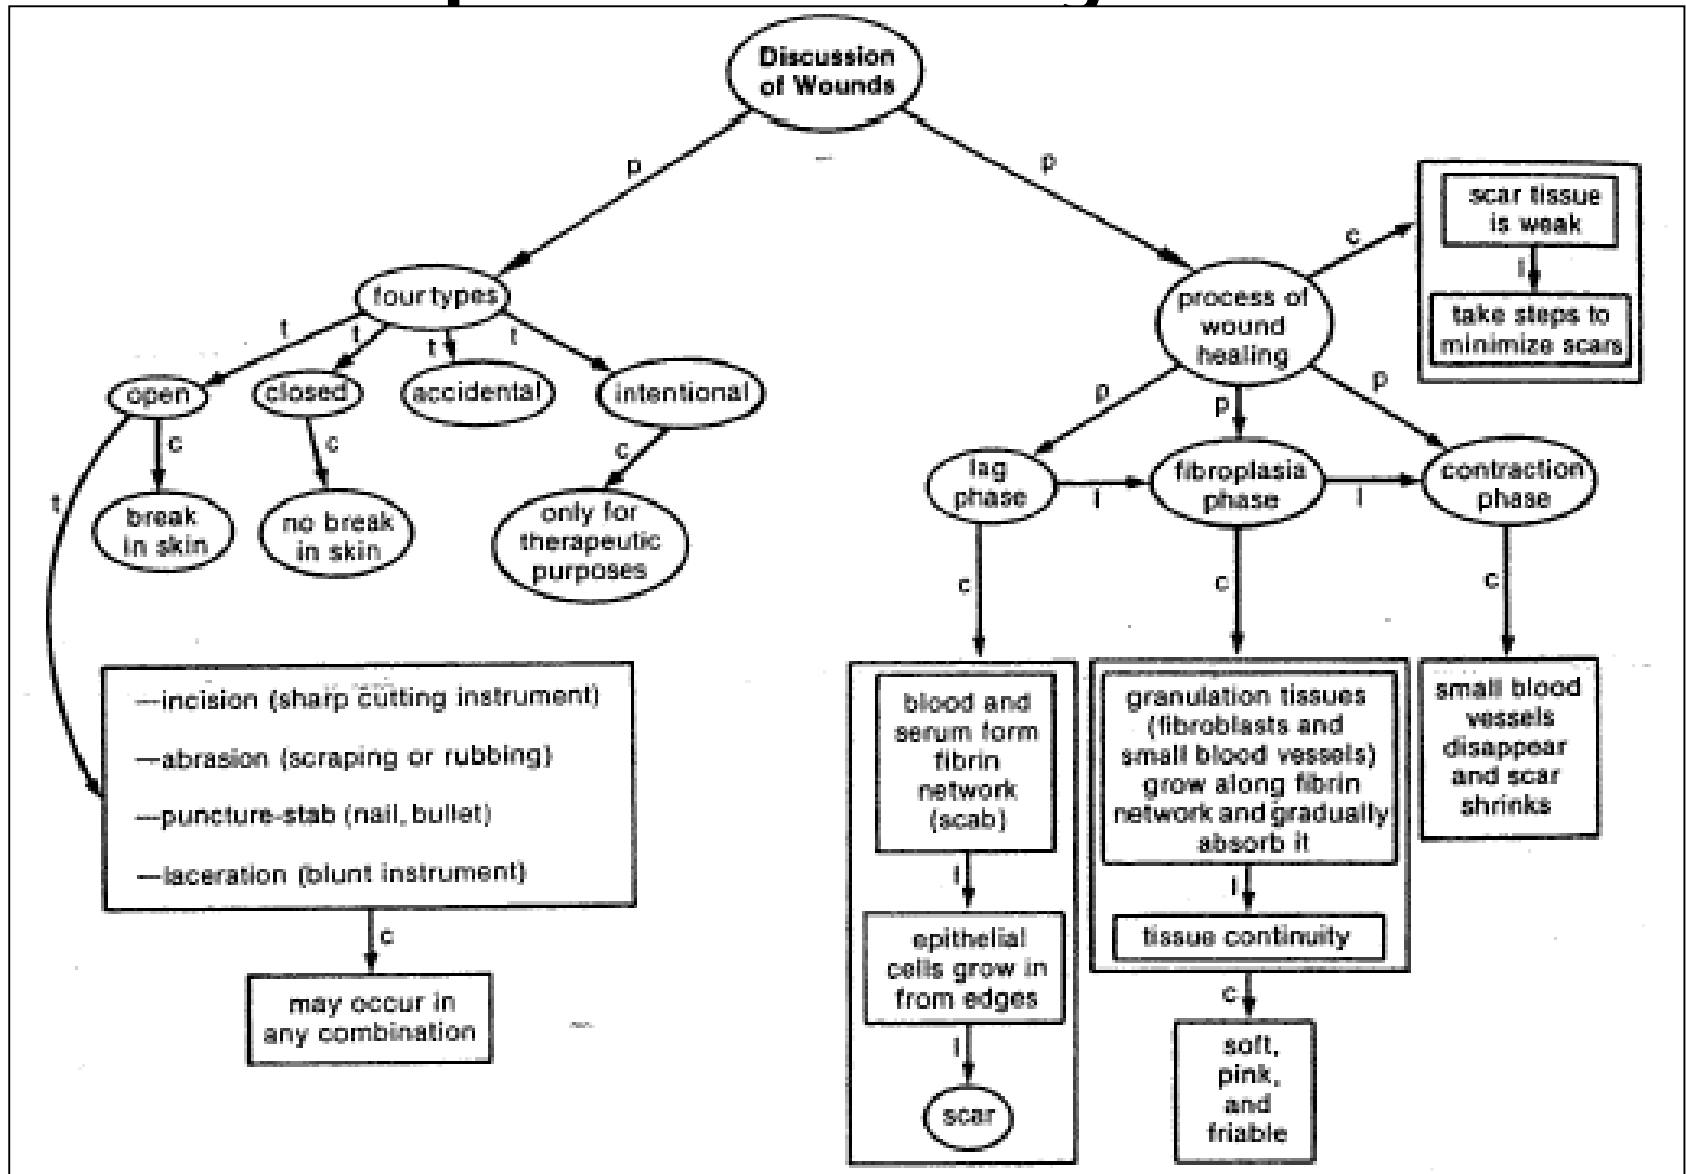 Discussion
of Wounds
p
p
four types
t
t
t
t
open
closed
accidental
intentional
c
c
c
t
break
in skin
no break
in skin
only for
therapeutic
purposes
—incision (sharp cutting instrument)
—abrasion (scraping or rubbing)
—puncture-stab (nail, bullet)
—laceration (blunt instrument)
c
may occur in
any combination
process of
wound
healing
c
scar tissue
is weak
l
take steps to
minimize scars
p
p
p
lag
phase
l
fibroplasia
phase
l
contraction
phase
c
c
c
blood and
serum form
fibrin
network
(scab)
l
epithelial
cells grow in
from edges
l
scar
granulation tissues
(fibroblasts and
small blood vessels)
grow along fibrin
network and gradually
absorb it
l
tissue continuity
c
soft,
pink,
and
friable
small blood
vessels
disappear
and scar
shrinks